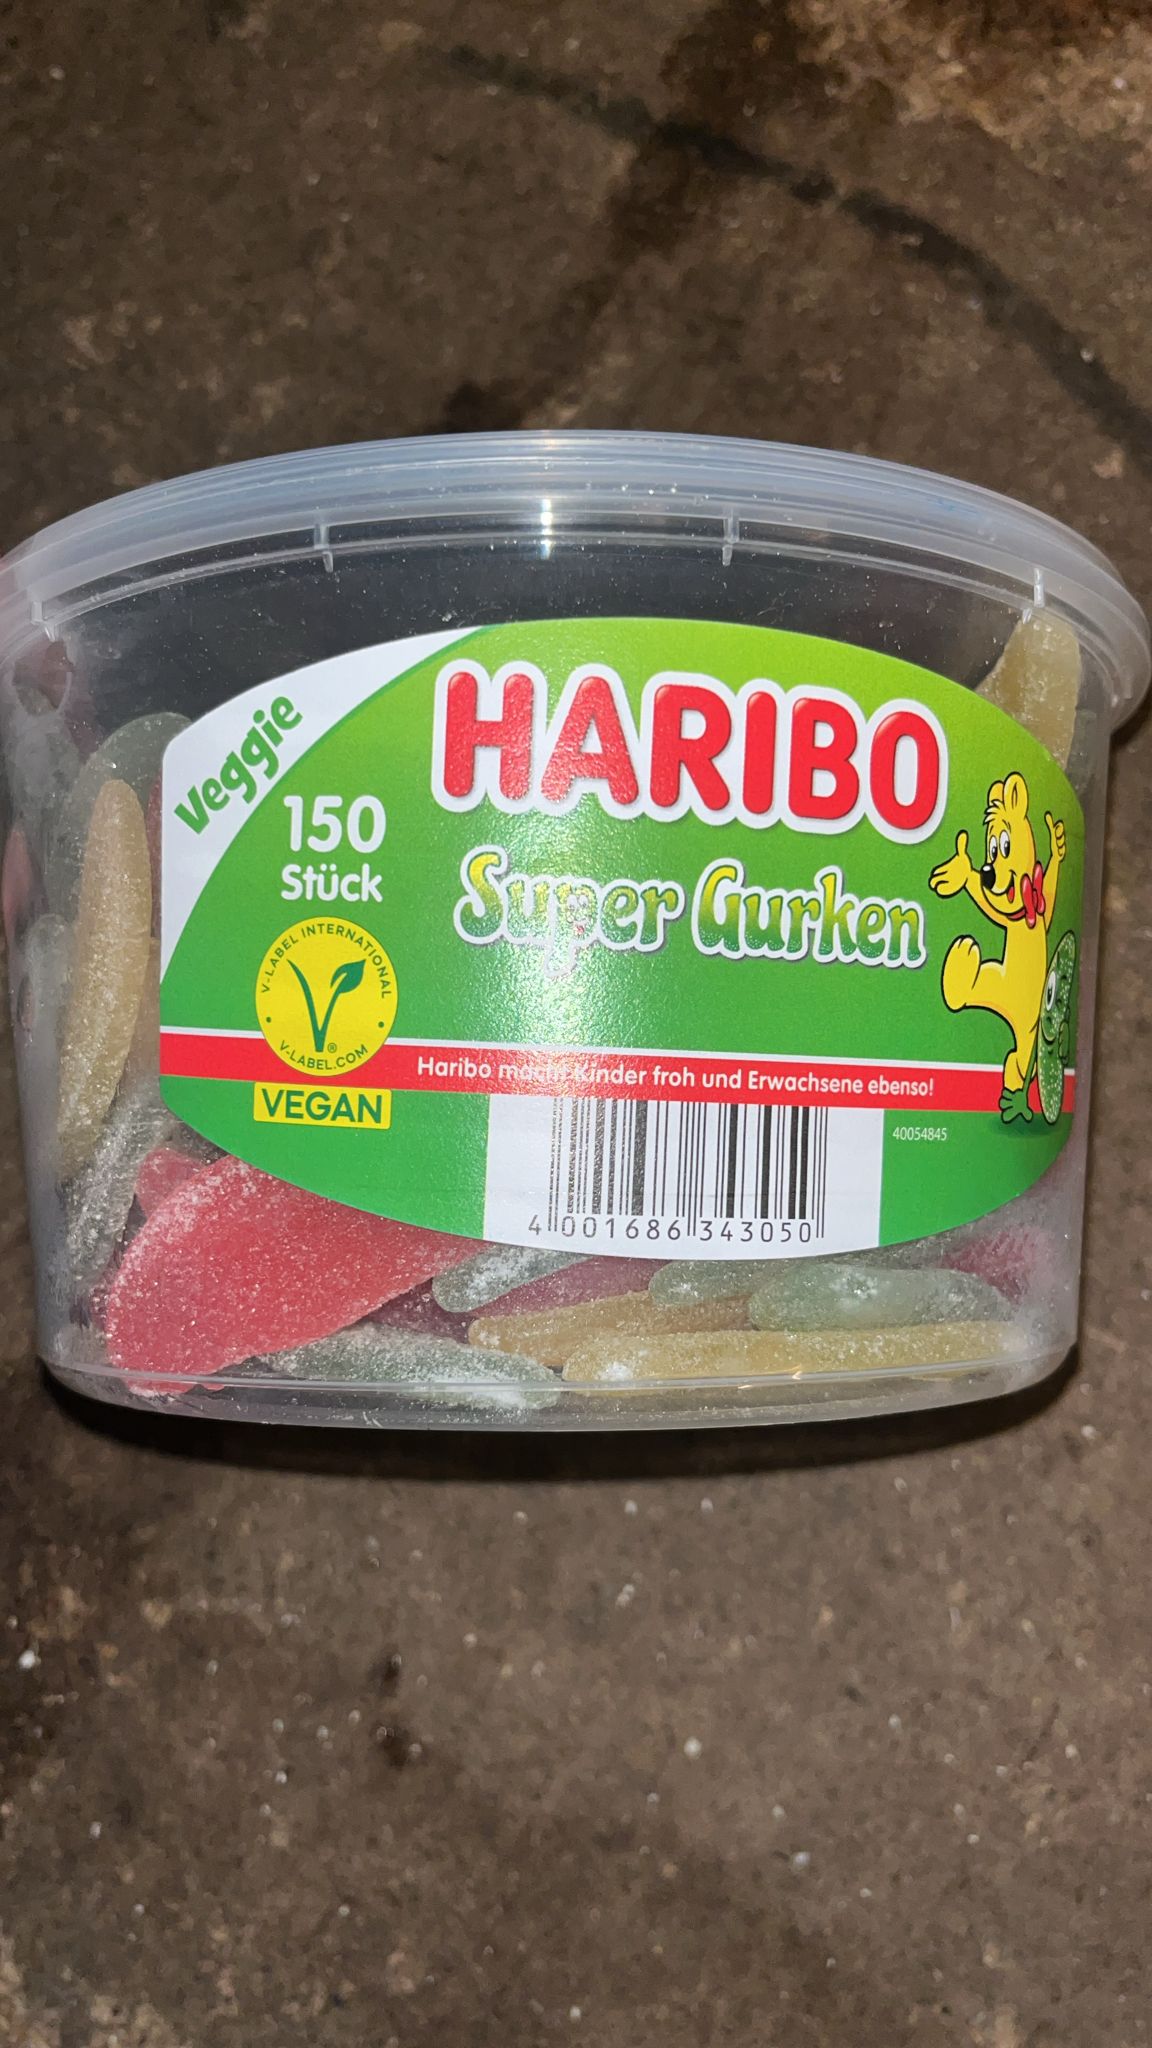 Veggie
HARIBO
150
Stück
Super Gurken
V-LABEL INTERNATIONAL
V-LABEL.COM
®
VEGAN
Haribo macht Kinder froh und Erwachsene ebenso!
40054845
4 001686 343050